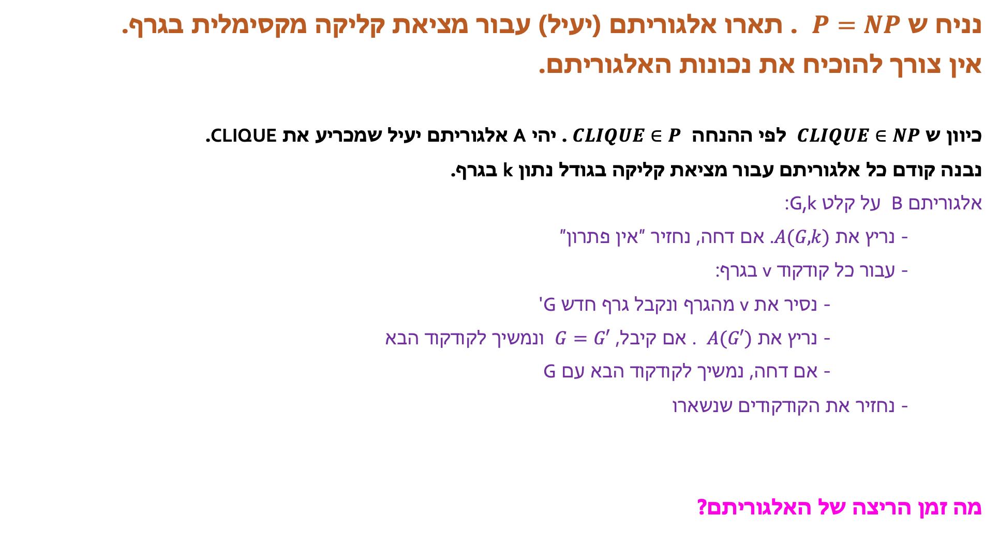 נניח ש P = NP . תארו אלגוריתם (יעיל) עבור מציאת קליקה מקסימלית בגרף.
אין צורך להוכיח את נכונות האלגוריתם.
כיוון ש CLIQUE ∈ NP לפי ההנחה CLIQUE ∈ P . יהי A אלגוריתם יעיל שמכריע את CLIQUE.
נבנה קודם כל אלגוריתם עבור מציאת קליקה בגודל נתון k בגרף.
אלגוריתם B על קלט G,k:
- נריץ את A(G,k). אם דחה, נחזיר "אין פתרון"
- עבור כל קודקוד v בגרף:
- נסיר את v מהגרף ונקבל גרף חדש G'
- נריץ את A(G′) . אם קיבל, G = G′ ונמשיך לקודקוד הבא
- אם דחה, נמשיך לקודקוד הבא עם G
- נחזיר את הקודקודים שנשארו
מה זמן הריצה של האלגוריתם?